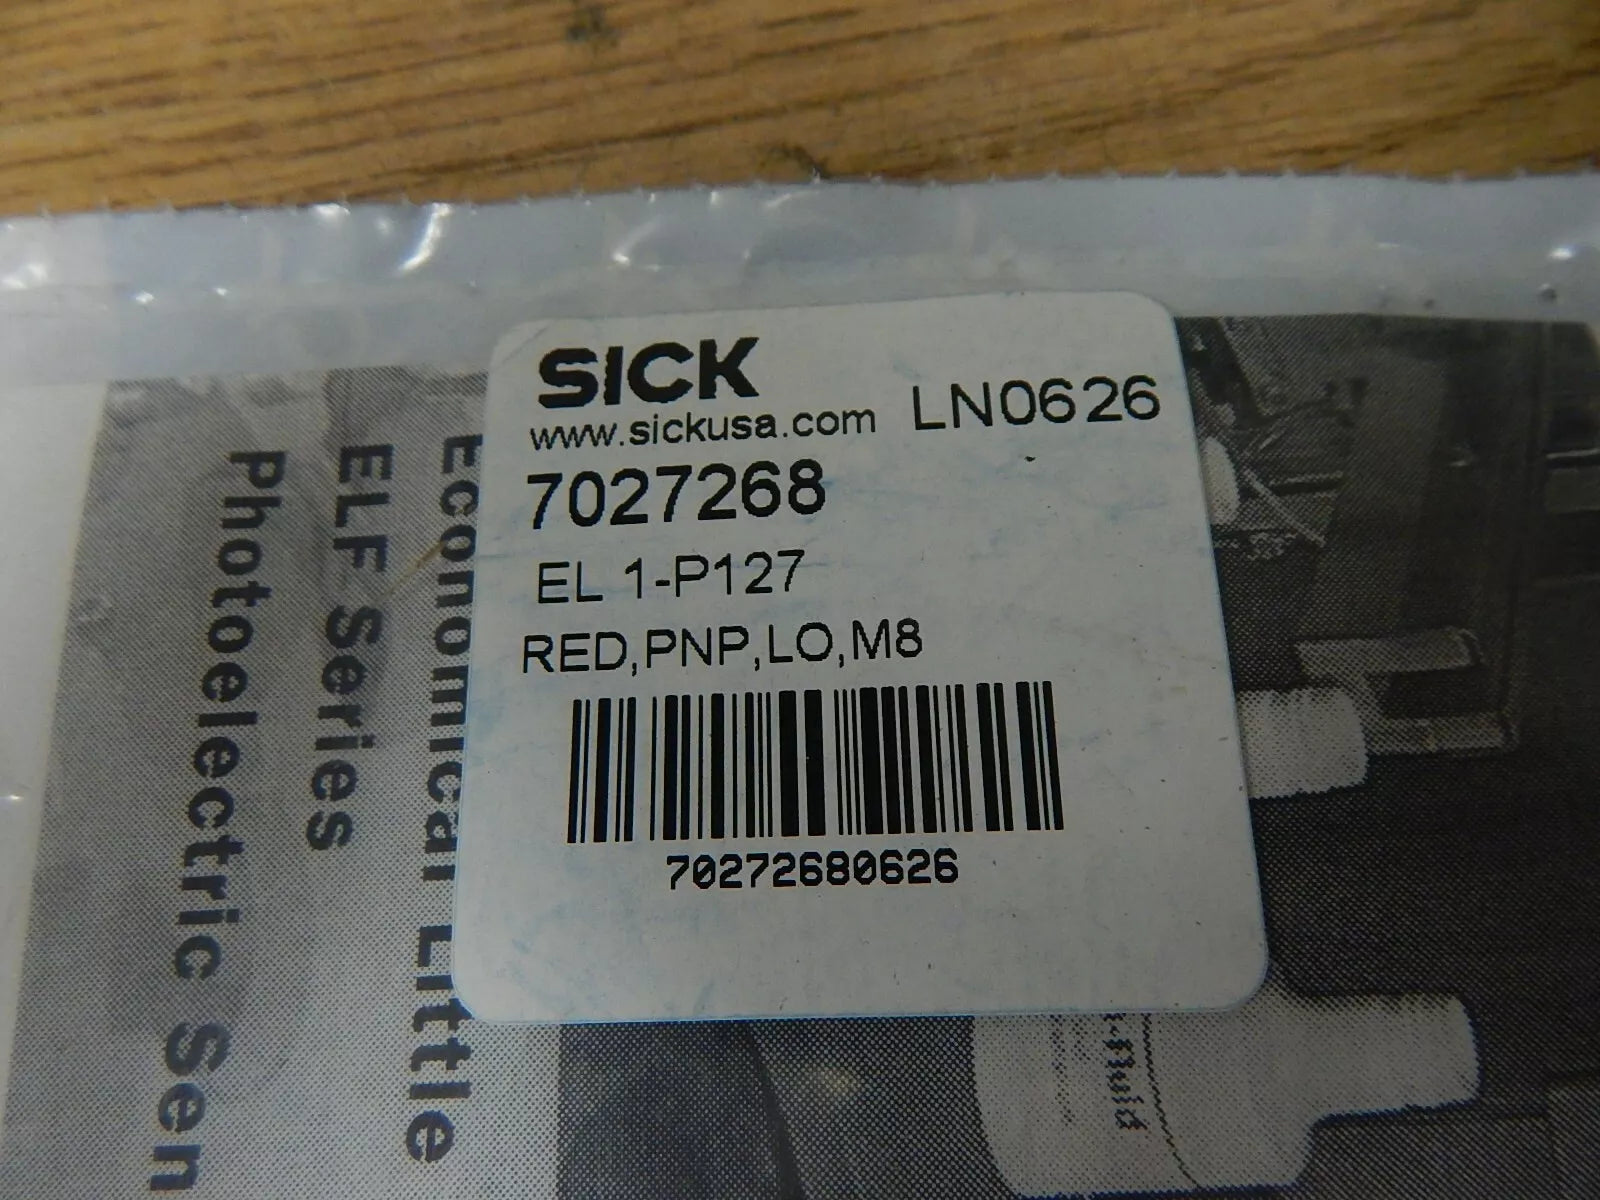 SICK
www.sickusa.com LN0626
7027268
EL 1-P127
RED,PNP,LO,M8
70272680626
Economical Little
ELF Series
Photoelectric Sen